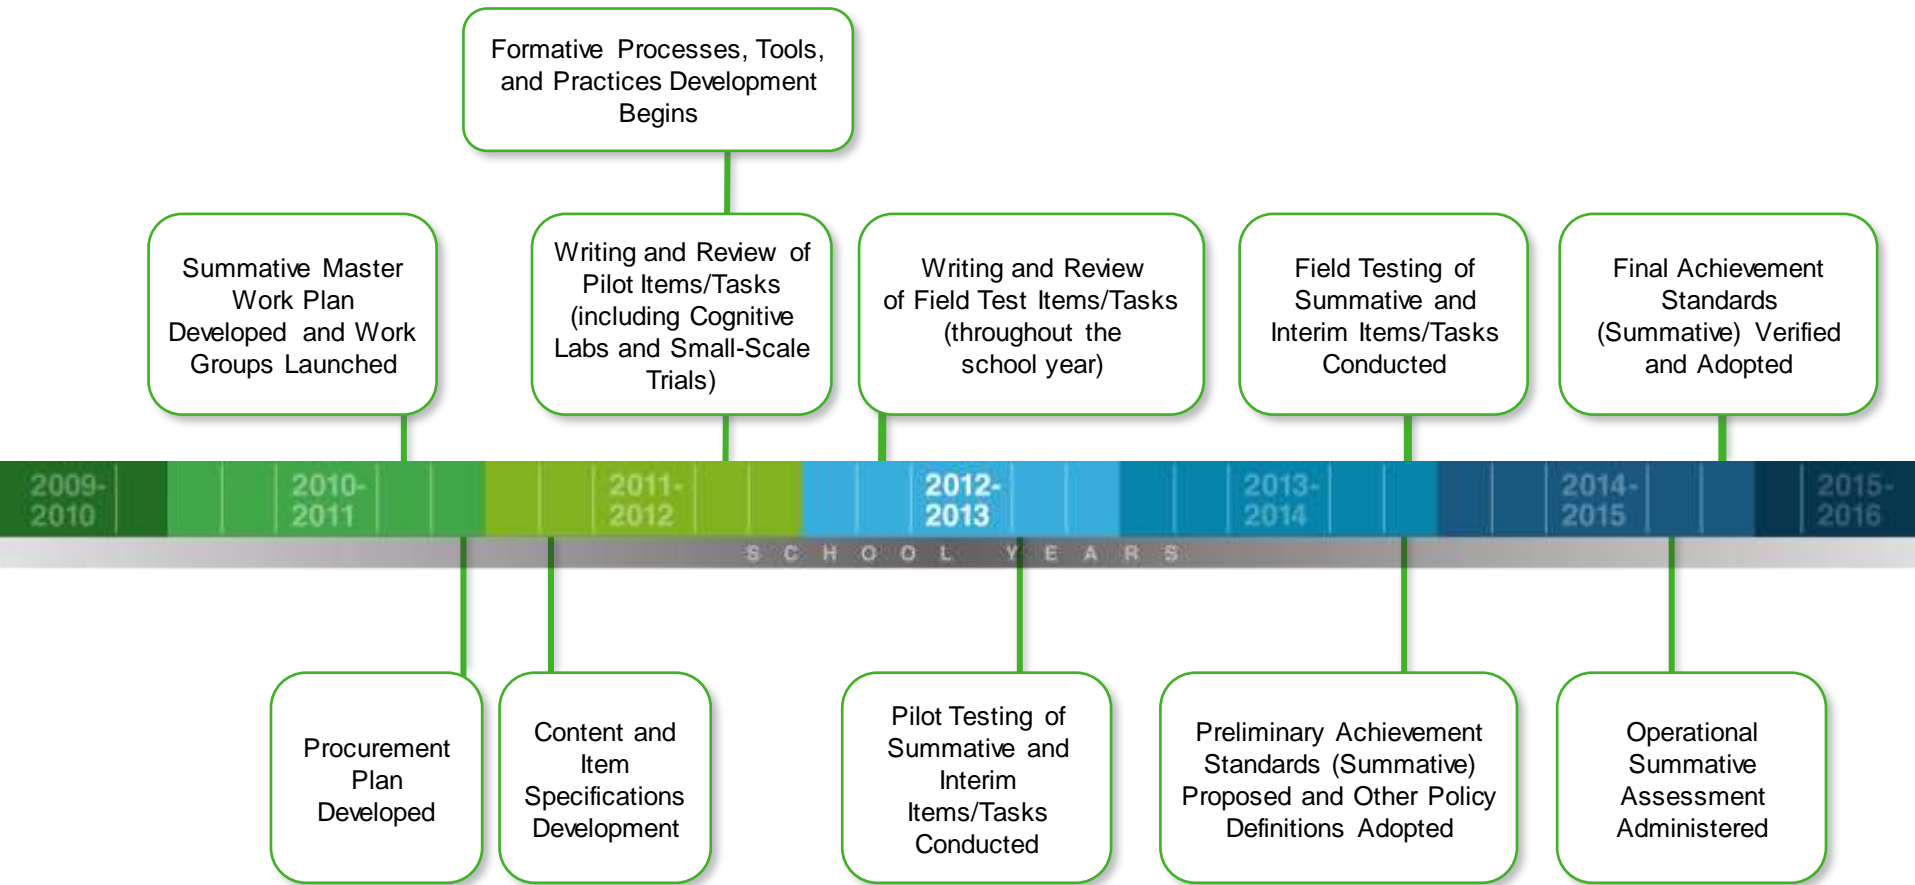 Formative Processes, Tools,
and Practices Development
Begins
Summative Master
Work Plan
Developed and Work
Groups Launched
Writing and Review of
Pilot Items/Tasks
(including Cognitive
Labs and Small-Scale
Trials)
Writing and Review
of Field Test Items/Tasks
(throughout the
school year)
Field Testing of
Summative and
Interim Items/Tasks
Conducted
Final Achievement
Standards
(Summative) Verified
and Adopted
2009-
2010
2010-
2011
2011-
2012
2012-
2013
2013-
2014
2014-
2015
2015-
2016
SCHOOL YEARS
Procurement
Plan
Developed
Content and
Item
Specifications
Development
Pilot Testing of
Summative and
Interim
Items/Tasks
Conducted
Preliminary Achievement
Standards (Summative)
Proposed and Other Policy
Definitions Adopted
Operational
Summative
Assessment
Administered